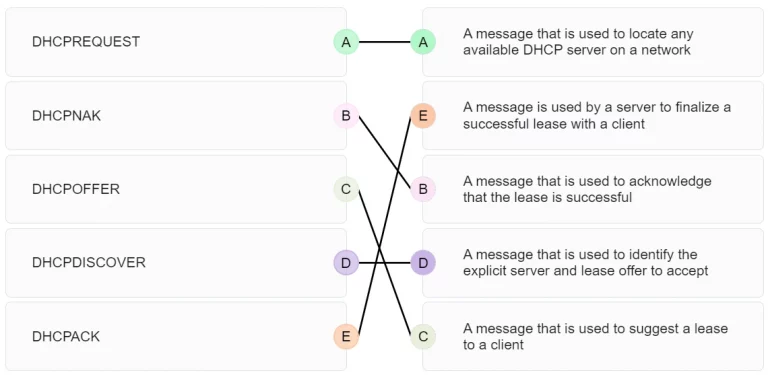 DHCPREQUEST
A
A
A message that is used to locate any
available DHCP server on a network
DHCPNAK
B
E
A message is used by a server to finalize a
successful lease with a client
DHCPOFFER
C
B
A message that is used to acknowledge
that the lease is successful
DHCPDISCOVER
D
D
A message that is used to identify the
explicit server and lease offer to accept
DHCPACK
E
C
A message that is used to suggest a lease
to a client